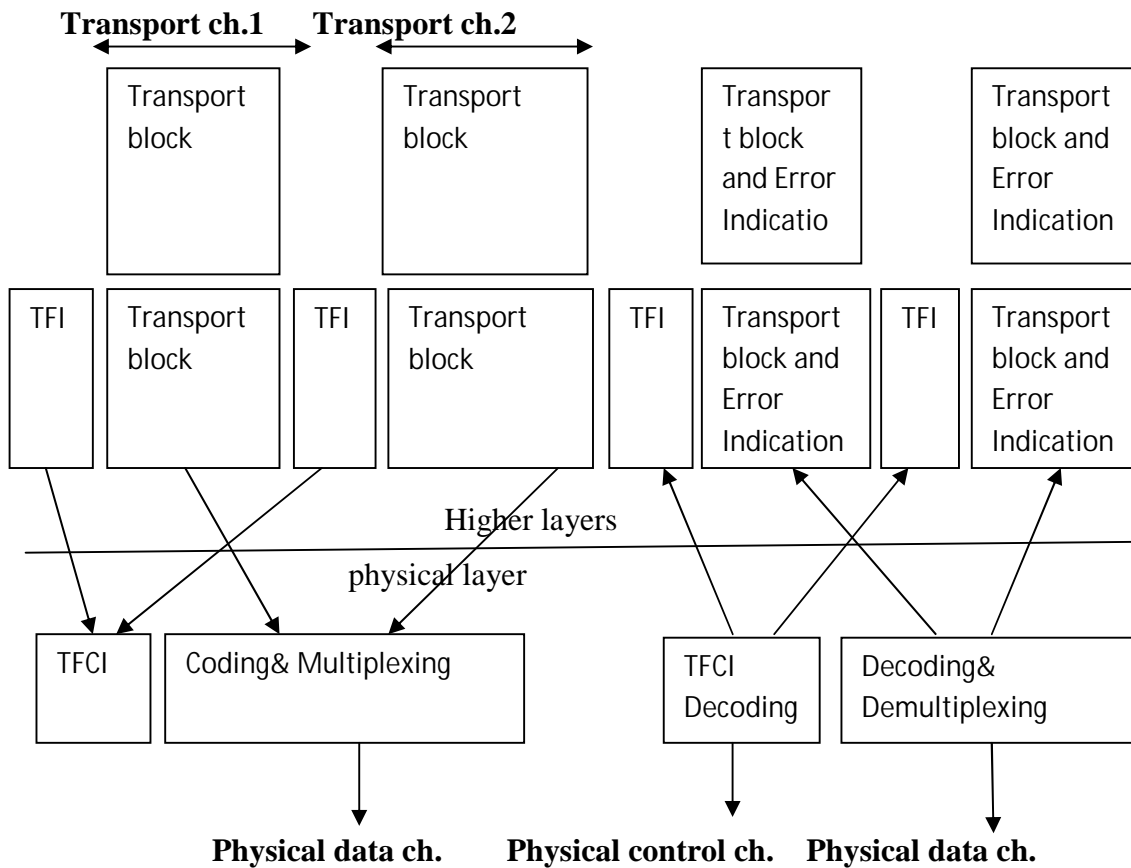 Transport ch.1
Transport ch.2
Transport
block
Transport
block
Transpor
t block
and Error
Indicatio
Transport
block and
Error
Indication
TFI
Transport
block
TFI
Transport
block
TFI
Transport
block and
Error
Indication
TFI
Transport
block and
Error
Indication
Higher layers
physical layer
TFCI
Coding& Multiplexing
TFCI
Decoding
Decoding&
Demultiplexing
Physical data ch.
Physical control ch.
Physical data ch.